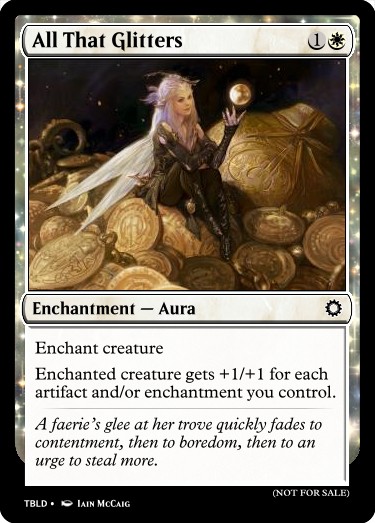 All That Glitters 1
Enchantment — Aura
Enchant creature
Enchanted creature gets +1/+1 for each
artifact and/or enchantment you control.
A faerie's glee at her trove quickly fades to
contentment, then to boredom, then to an
urge to steal more.
(NOT FOR SALE)
TBLD • Iain McCaig